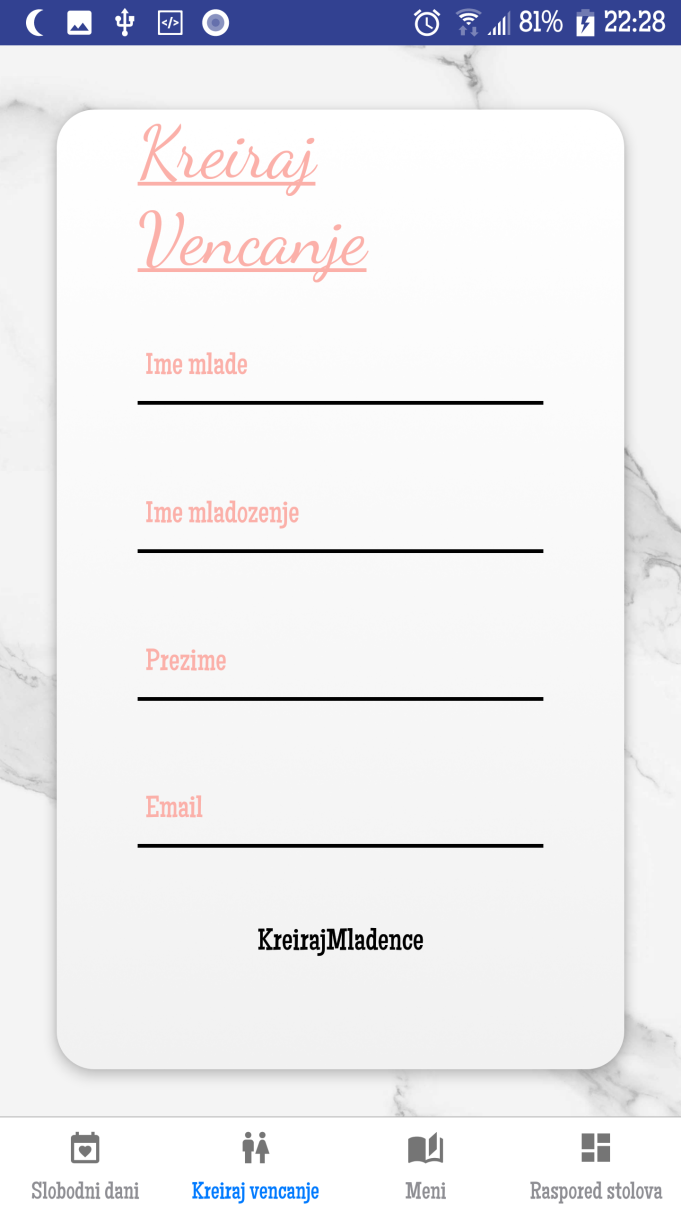 81% 22:28
Kreiraj
Vencanje
Ime mlade
Ime mladozenje
Prezime
Email
KreirajMladence
Slobodni dani Kreiraj vencanje Meni Raspored stolova